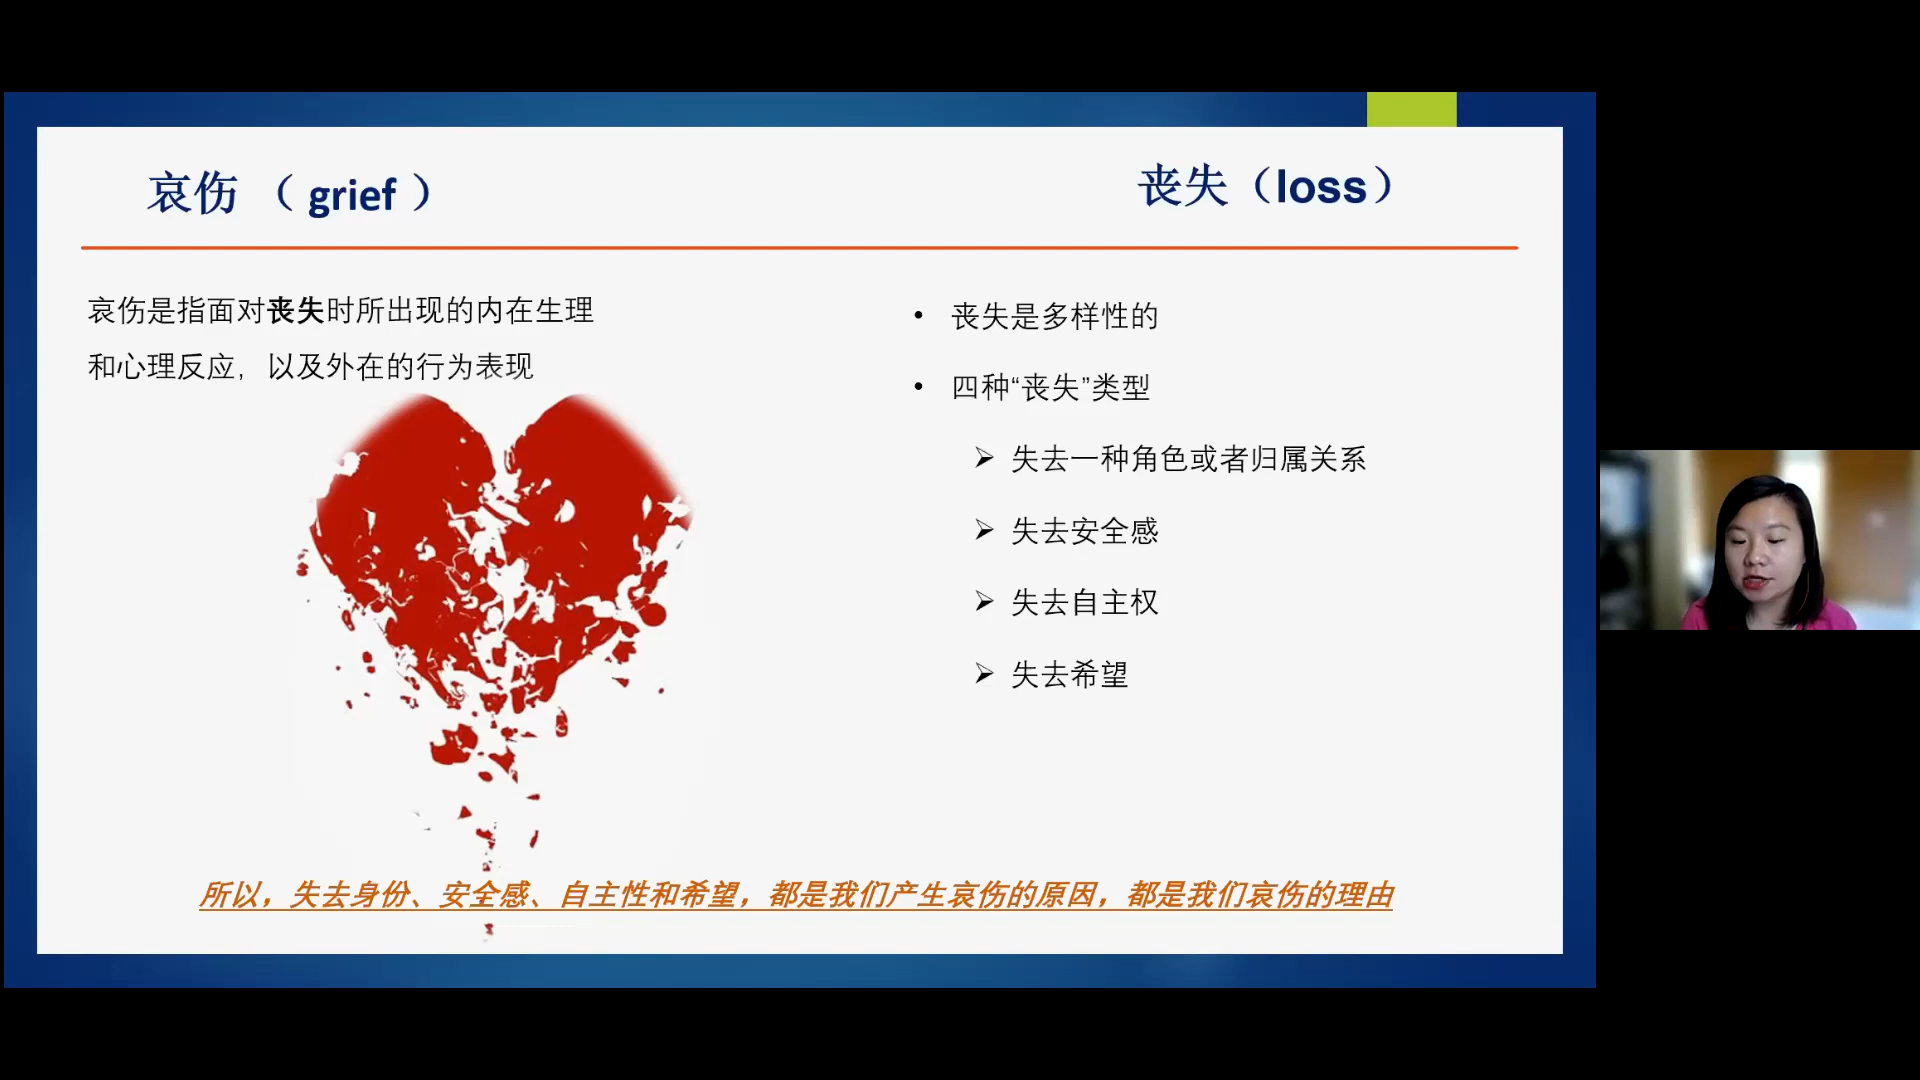 哀伤 （ grief ）
丧失（loss）
哀伤是指面对丧失时所出现的内在生理
和心理反应，以及外在的行为表现
• 丧失是多样性的
• 四种“丧失”类型
➢ 失去一种角色或者归属关系
➢ 失去安全感
➢ 失去自主权
➢ 失去希望
所以，失去身份、安全感、自主性和希望，都是我们产生哀伤的原因，都是我们哀伤的理由